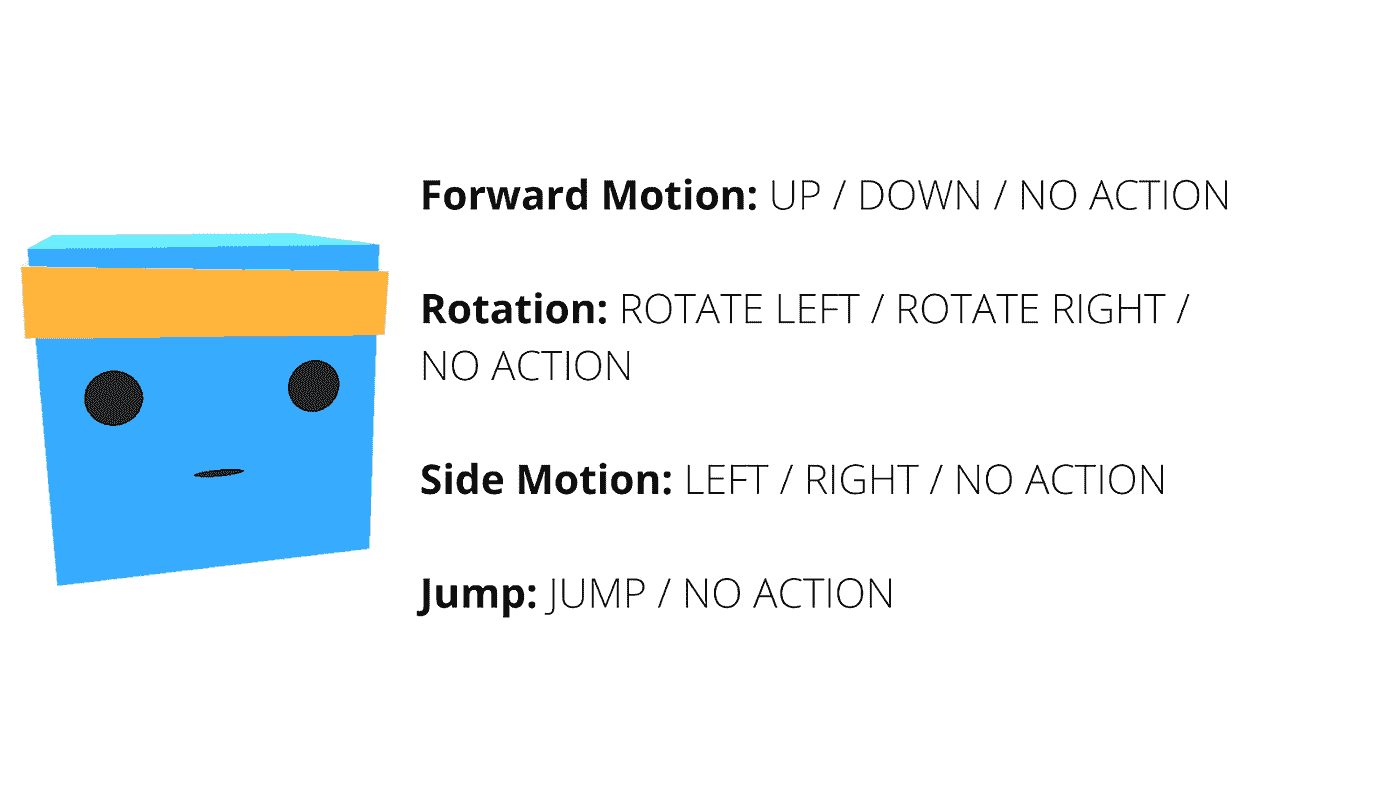 Forward Motion: UP / DOWN / NO ACTION
Rotation: ROTATE LEFT / ROTATE RIGHT /
NO ACTION
Side Motion: LEFT / RIGHT / NO ACTION
Jump: JUMP / NO ACTION